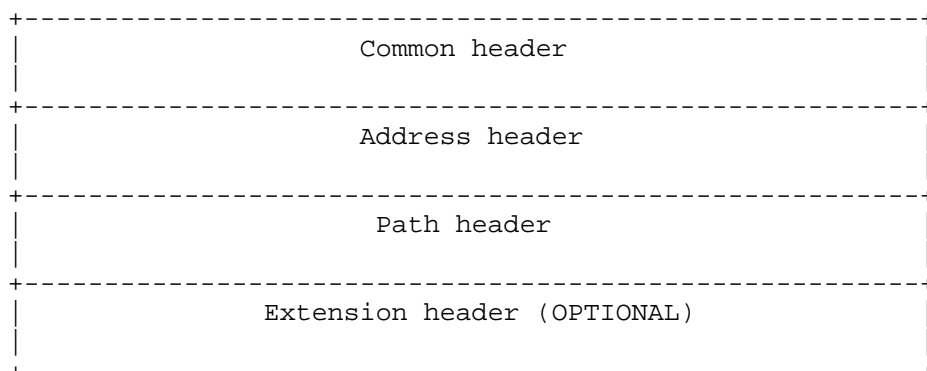 Common header
Address header
Path header
Extension header (OPTIONAL)